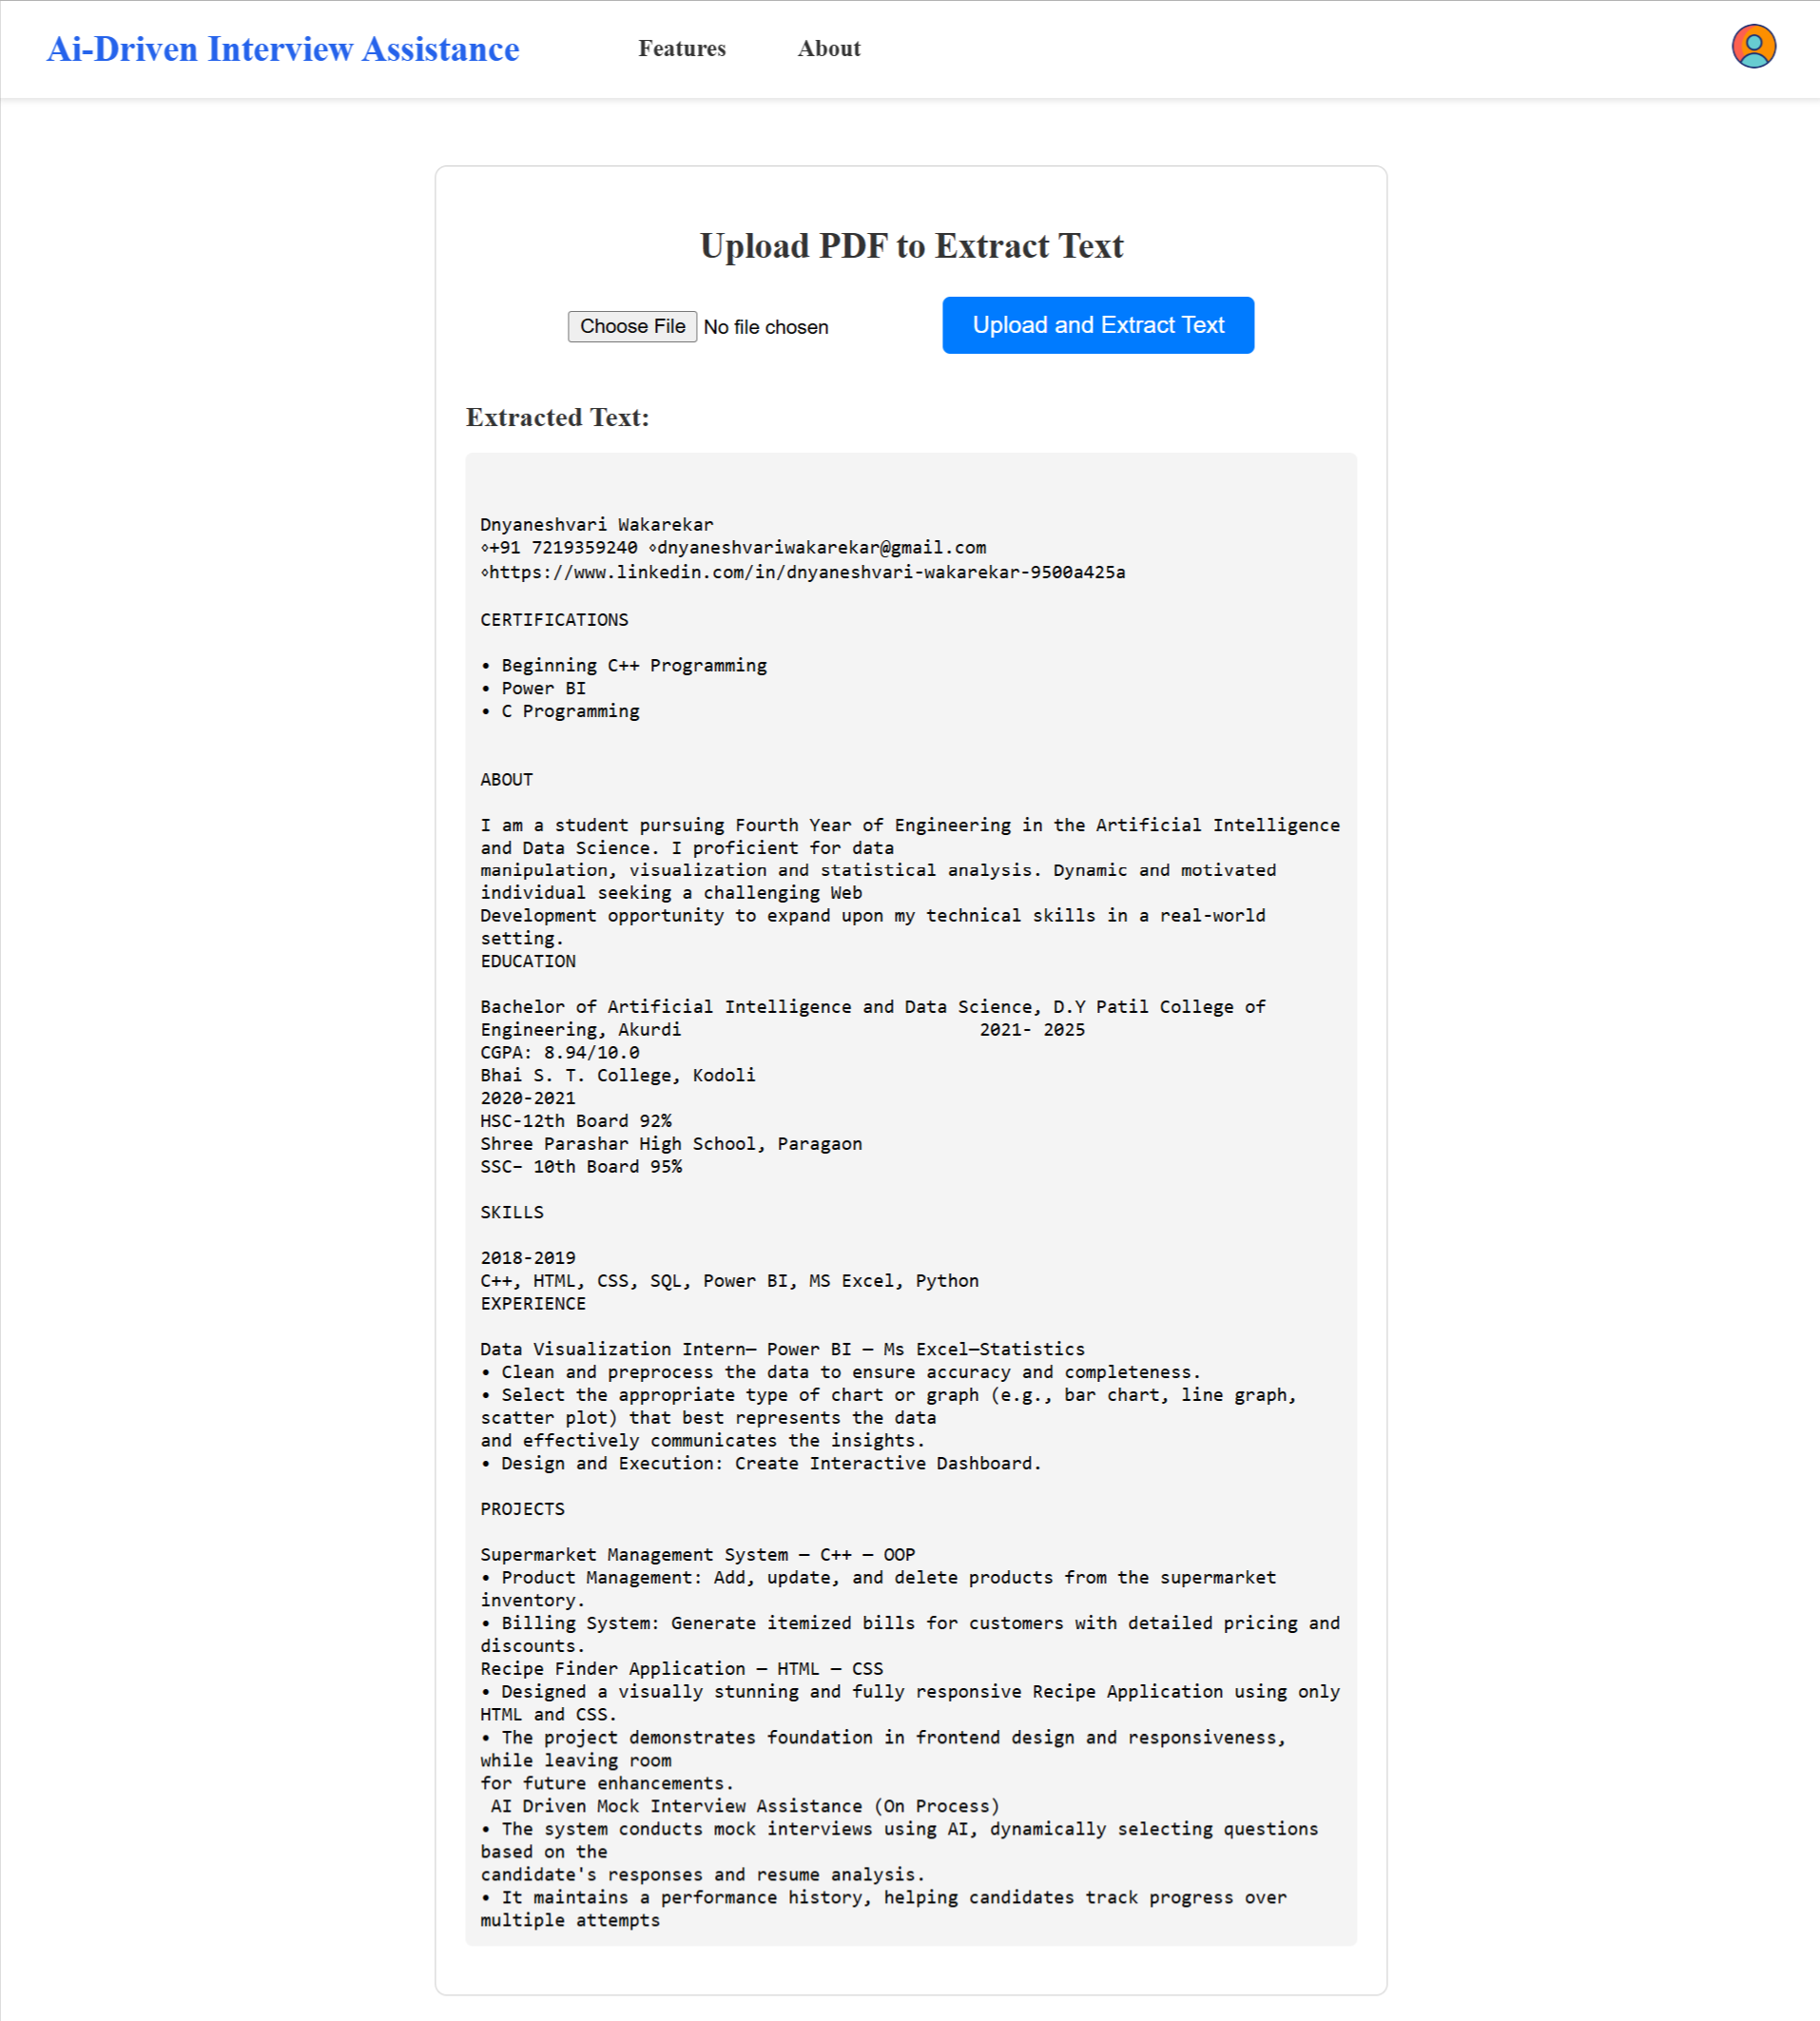 Ai-Driven Interview Assistance Features About
Upload PDF to Extract Text
Choose File No file chosen Upload and Extract Text
Extracted Text:
Dnyaneshvari Wakarekar
⋄+91 7219359240 ⋄dnyaneshvariwakarekar@gmail.com
⋄https://www.linkedin.com/in/dnyaneshvari-wakarekar-9500a425a
CERTIFICATIONS
• Beginning C++ Programming
• Power BI
• C Programming
ABOUT
I am a student pursuing Fourth Year of Engineering in the Artificial Intelligence
and Data Science. I proficient for data
manipulation, visualization and statistical analysis. Dynamic and motivated
individual seeking a challenging Web
Development opportunity to expand upon my technical skills in a real-world
setting.
EDUCATION
Bachelor of Artificial Intelligence and Data Science, D.Y Patil College of
Engineering, Akurdi 2021- 2025
CGPA: 8.94/10.0
Bhai S. T. College, Kodoli
2020-2021
HSC-12th Board 92%
Shree Parashar High School, Paragaon
SSC– 10th Board 95%
SKILLS
2018-2019
C++, HTML, CSS, SQL, Power BI, MS Excel, Python
EXPERIENCE
Data Visualization Intern— Power BI — Ms Excel—Statistics
• Clean and preprocess the data to ensure accuracy and completeness.
• Select the appropriate type of chart or graph (e.g., bar chart, line graph,
scatter plot) that best represents the data
and effectively communicates the insights.
• Design and Execution: Create Interactive Dashboard.
PROJECTS
Supermarket Management System — C++ — OOP
• Product Management: Add, update, and delete products from the supermarket
inventory.
• Billing System: Generate itemized bills for customers with detailed pricing and
discounts.
Recipe Finder Application — HTML — CSS
• Designed a visually stunning and fully responsive Recipe Application using only
HTML and CSS.
• The project demonstrates foundation in frontend design and responsiveness,
while leaving room
for future enhancements.
AI Driven Mock Interview Assistance (On Process)
• The system conducts mock interviews using AI, dynamically selecting questions
based on the
candidate's responses and resume analysis.
• It maintains a performance history, helping candidates track progress over
multiple attempts